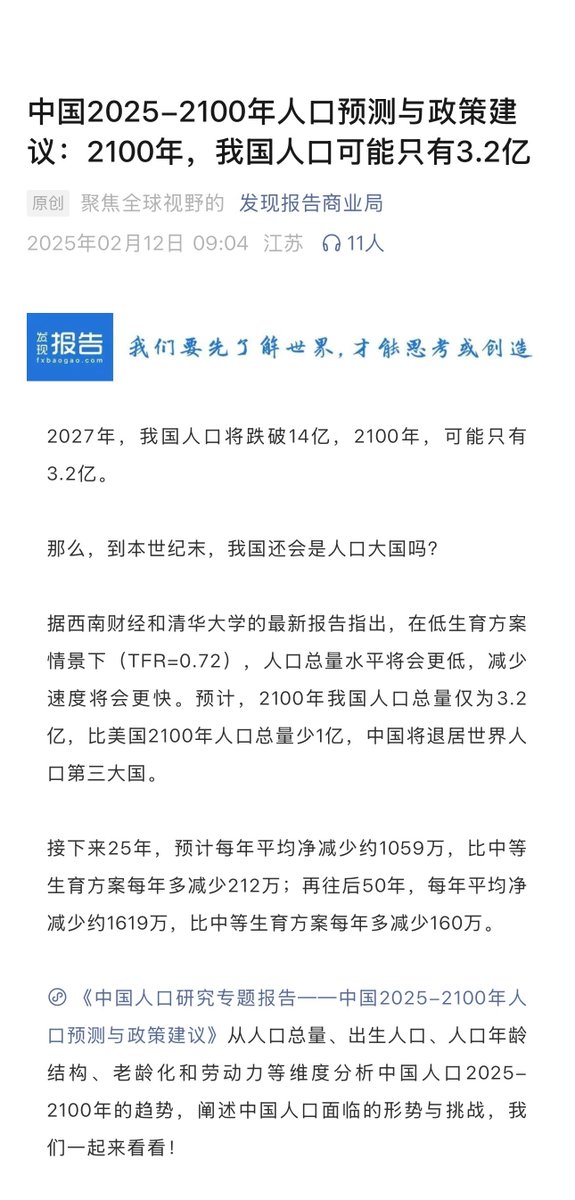 中国2025-2100年人口预测与政策建
议：2100年，我国人口可能只有3.2亿
原创 聚焦全球视野的 发现报告商业局
2025年02月12日 09:04 江苏 11人
发现报告 fxbaogao.com 我们要先了解世界，才能思考或创造
2027年，我国人口将跌破14亿，2100年，可能只有
3.2亿。
那么，到本世纪末，我国还会是人口大国吗？
据西南财经和清华大学的最新报告指出，在低生育方案
情景下（TFR=0.72），人口总量水平将会更低，减少
速度将会更快。预计，2100年我国人口总量仅为3.2
亿，比美国2100年人口总量少1亿，中国将退居世界人
口第三大国。
接下来25年，预计每年平均净减少约1059万，比中等
生育方案每年多减少212万；再往后50年，每年平均净
减少约1619万，比中等生育方案每年多减少160万。
《中国人口研究专题报告——中国2025-2100年人
口预测与政策建议》从人口总量、出生人口、人口年龄
结构、老龄化和劳动力等维度分析中国人口2025-
2100年的趋势，阐述中国人口面临的形势与挑战，我
们一起来看看！